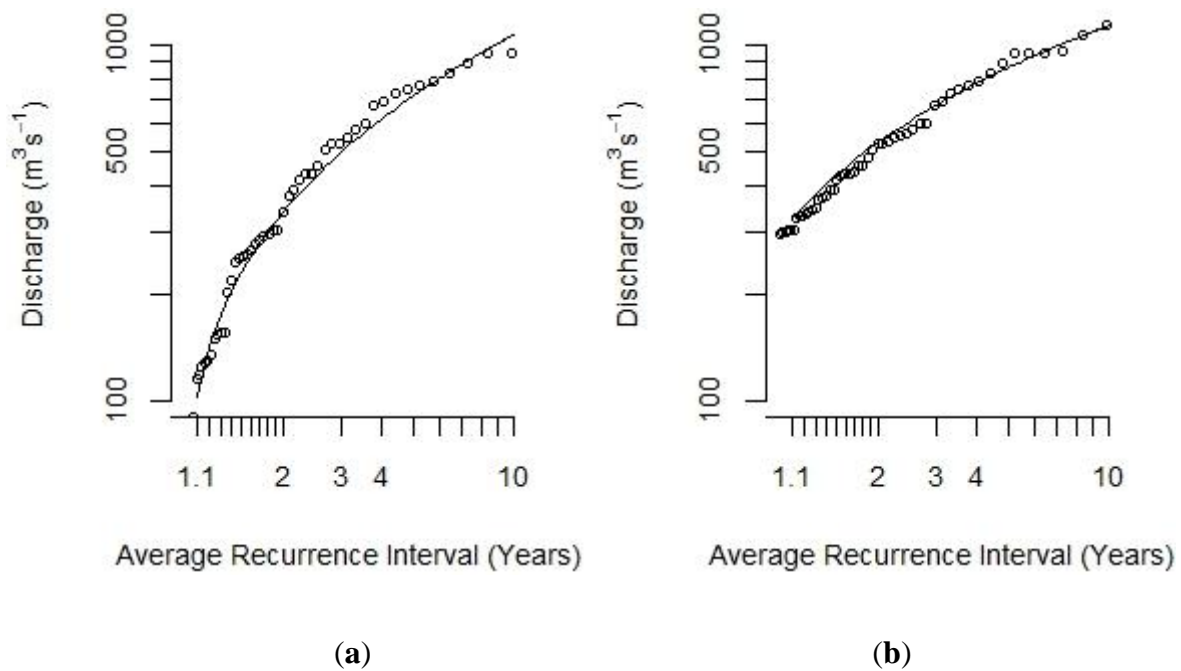 1000
500
100
Discharge (m³s⁻¹)
1.1 2 3 4 10
Average Recurrence Interval (Years)
(a)
1000
500
100
Discharge (m³s⁻¹)
1.1 2 3 4 10
Average Recurrence Interval (Years)
(b)